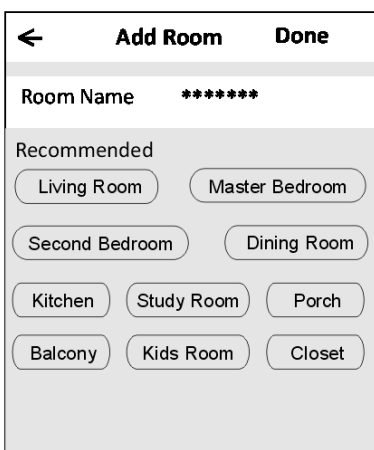 Add Room Done
Room Name *******
Recommended
Living Room Master Bedroom
Second Bedroom Dining Room
Kitchen Study Room Porch
Balcony Kids Room Closet